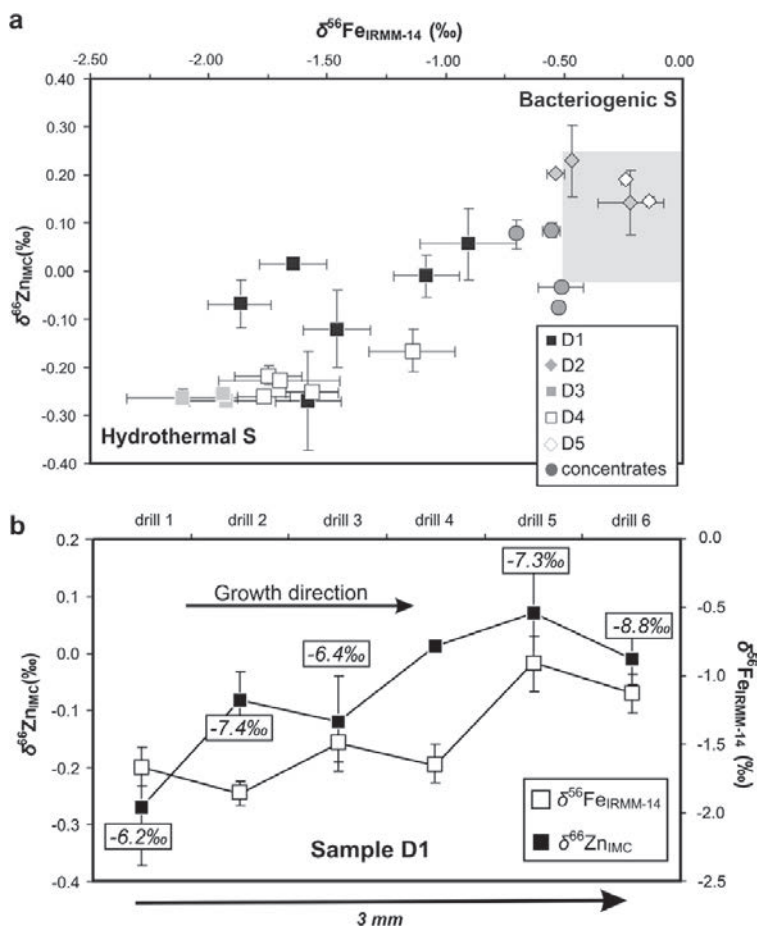 a
δ56FeIRMM-14 (‰)
-2.50 -2.00 -1.50 -1.00 -0.50 0.00
0.40
0.30
0.20
0.10
0.00
-0.10
-0.20
-0.30
-0.40
δ66ZnIMC(‰)
Bacteriogenic S
Hydrothermal S
D1
D2
D3
D4
D5
concentrates
b
drill 1 drill 2 drill 3 drill 4 drill 5 drill 6
0.2
0.1
0.0
-0.1
-0.2
-0.3
-0.4
δ66ZnIMC(‰)
0.0
-0.5
-1.0
-1.5
-2.0
-2.5
δ56FeIRMM-14
(‰)
Growth direction
-7.3‰
-6.4‰
-8.8‰
-7.4‰
-6.2‰
δ56FeIRMM-14
δ66ZnIMC
Sample D1
3 mm